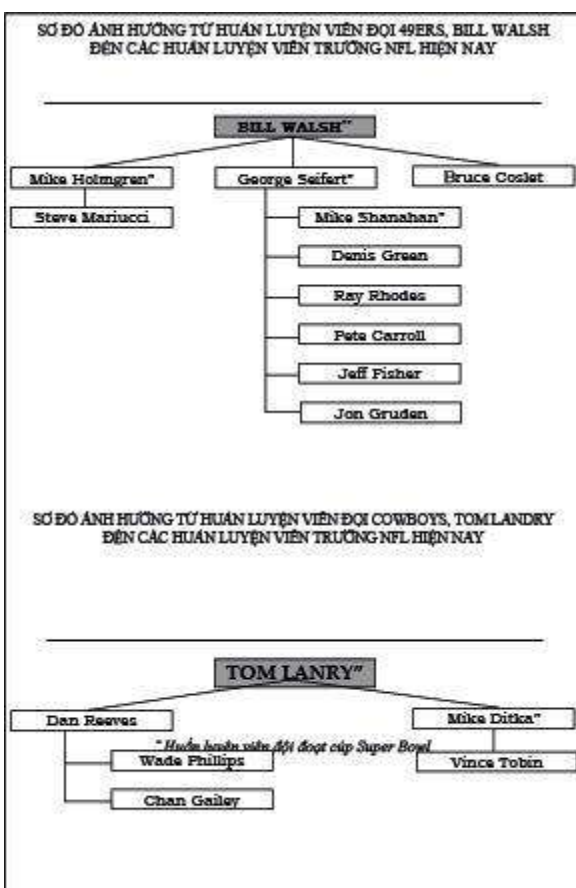 SƠ ĐỒ ẢNH HƯỞNG TỪ HUẤN LUYỆN VIÊN ĐỘI 49ERS, BILL WALSH
ĐẾN CÁC HUẤN LUYỆN VIÊN TRƯỞNG NFL HIỆN NAY
BILL WALSH"
Mike Holmgren"
George Seifert"
Bruce Coslet
Steve Mariucci
Mike Shanahan"
Denis Green
Ray Rhodes
Pete Carroll
Jeff Fisher
Jon Gruden
SƠ ĐỒ ẢNH HƯỞNG TỪ HUẤN LUYỆN VIÊN ĐỘI COWBOYS, TOM LANDRY
ĐẾN CÁC HUẤN LUYỆN VIÊN TRƯỞNG NFL HIỆN NAY
TOM LANRY"
Dan Reeves
Mike Ditka"
" Huấn luyện viên đội đoạt cúp Super Bowl
Wade Phillips
Vince Tobin
Chan Gailey